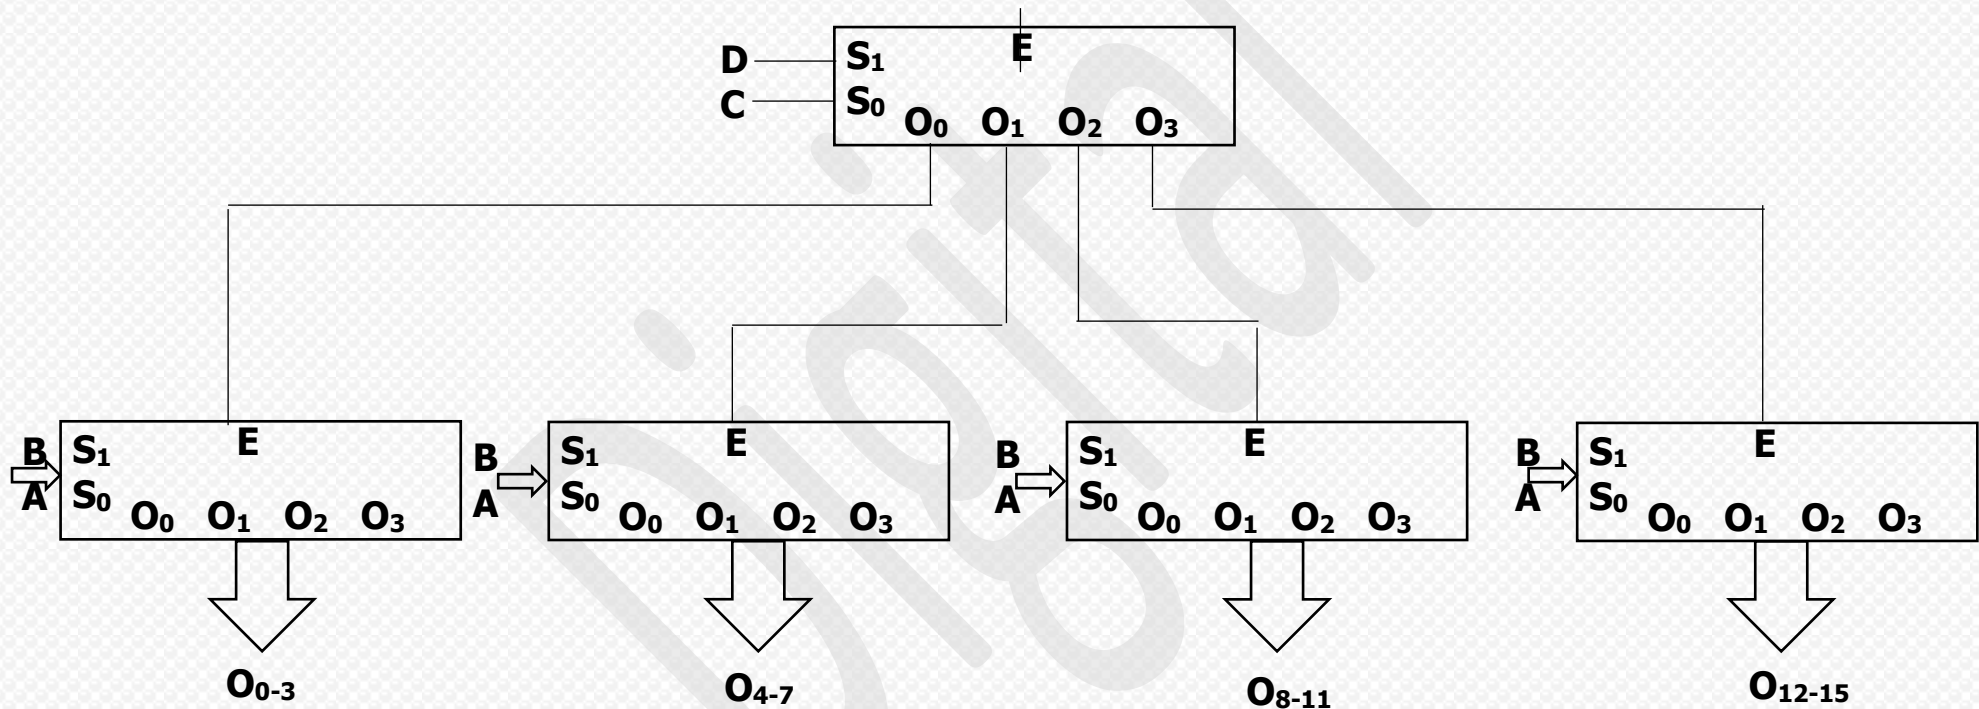 D S₁ E
C S₀
O₀ O₁ O₂ O₃
B S₁ E
A S₀
O₀ O₁ O₂ O₃
B S₁ E
A S₀
O₀ O₁ O₂ O₃
B S₁ E
A S₀
O₀ O₁ O₂ O₃
B S₁ E
A S₀
O₀ O₁ O₂ O₃
O₀₋₃ O₄₋₇ O₈₋₁₁ O₁₂₋₁₅
Digital